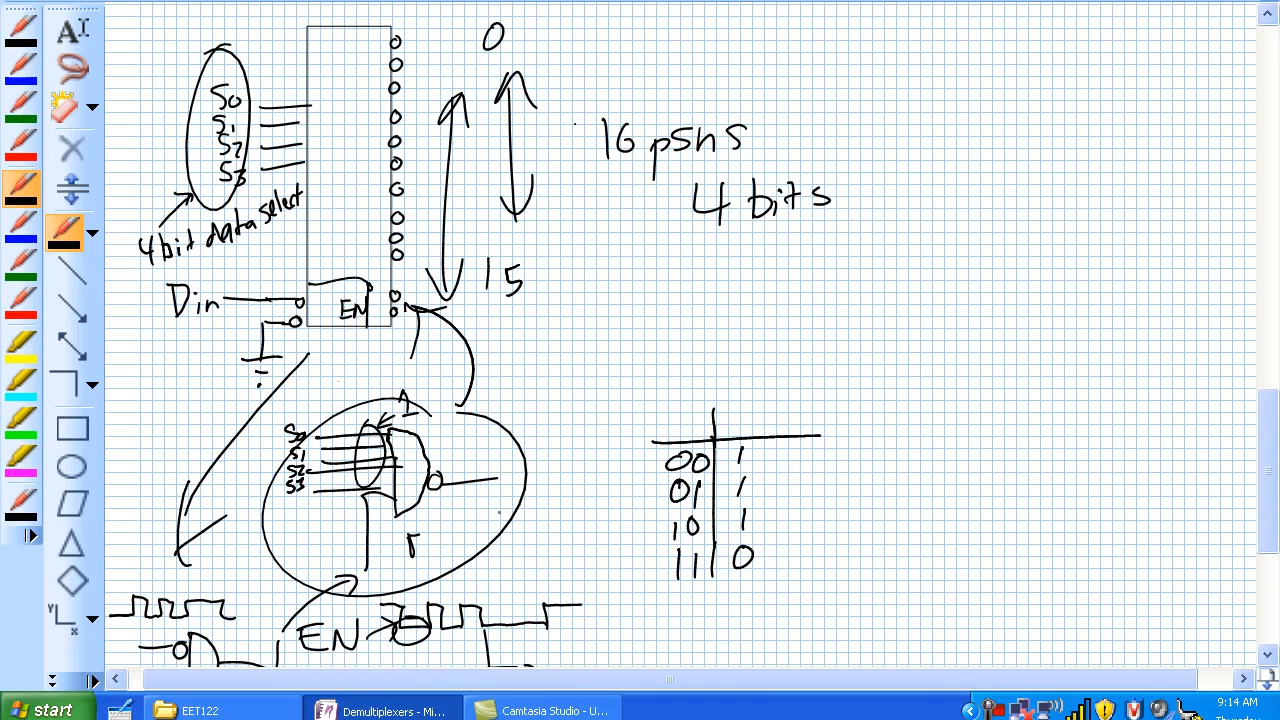 0
S0
S1
S2
S3
16 psns
4 bits
4 bit data select
15
Din
EN
1
S0
S1
S2
S3
00 1
01 1
10 1
11 0
EN
start
EET122
Demultiplexers - Mi...
Camtasia Studio - U...
9:14 AM